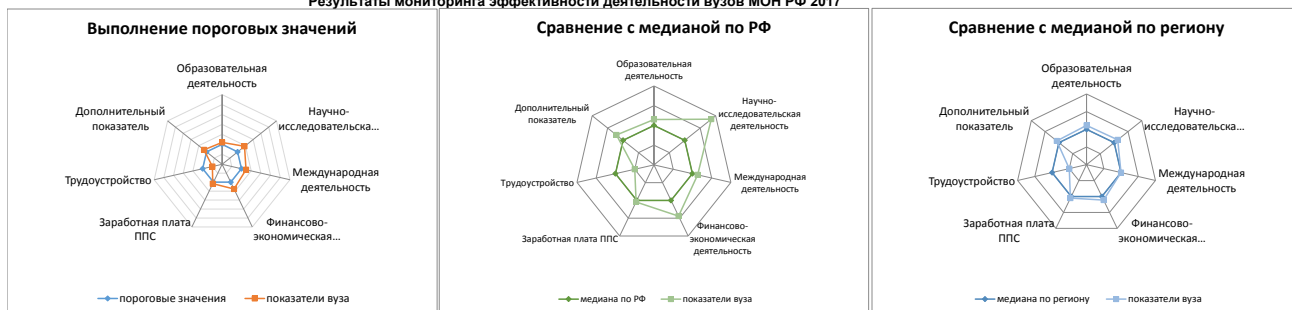 Результаты мониторинга эффективности деятельности вузов МОН РФ 2017
Выполнение пороговых значений
Образовательная
деятельность
Научно-
исследовательска...
Международная
деятельность
Финансово-
экономическая...
Заработная плата
ППС
Трудоустройство
Дополнительный
показатель
пороговые значения
показатели вуза
Сравнение с медианой по РФ
Образовательная
деятельность
Научно-
исследовательская
деятельность
Международная
деятельность
Финансово-
экономическая деятельность
Заработная плата ППС
Трудоустройство
Дополнительный
показатель
медиана по РФ
показатели вуза
Сравнение с медианой по региону
Образовательная
деятельность
Научно-
исследовательска...
Международная
деятельность
Финансово-
экономическая...
Заработная плата
ППС
Трудоустройство
Дополнительный
показатель
медиана по региону
показатели вуза